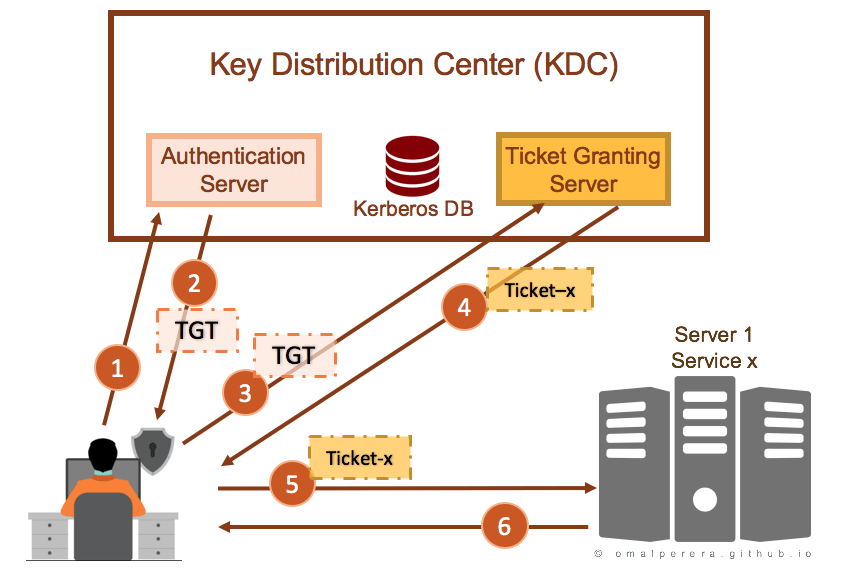 Key Distribution Center (KDC)
Authentication
Server
Kerberos DB
Ticket Granting
Server
2
TGT
4
Ticket–x
1
3
TGT
Server 1
Service x
5
Ticket-x
6
© omalperera.github.io